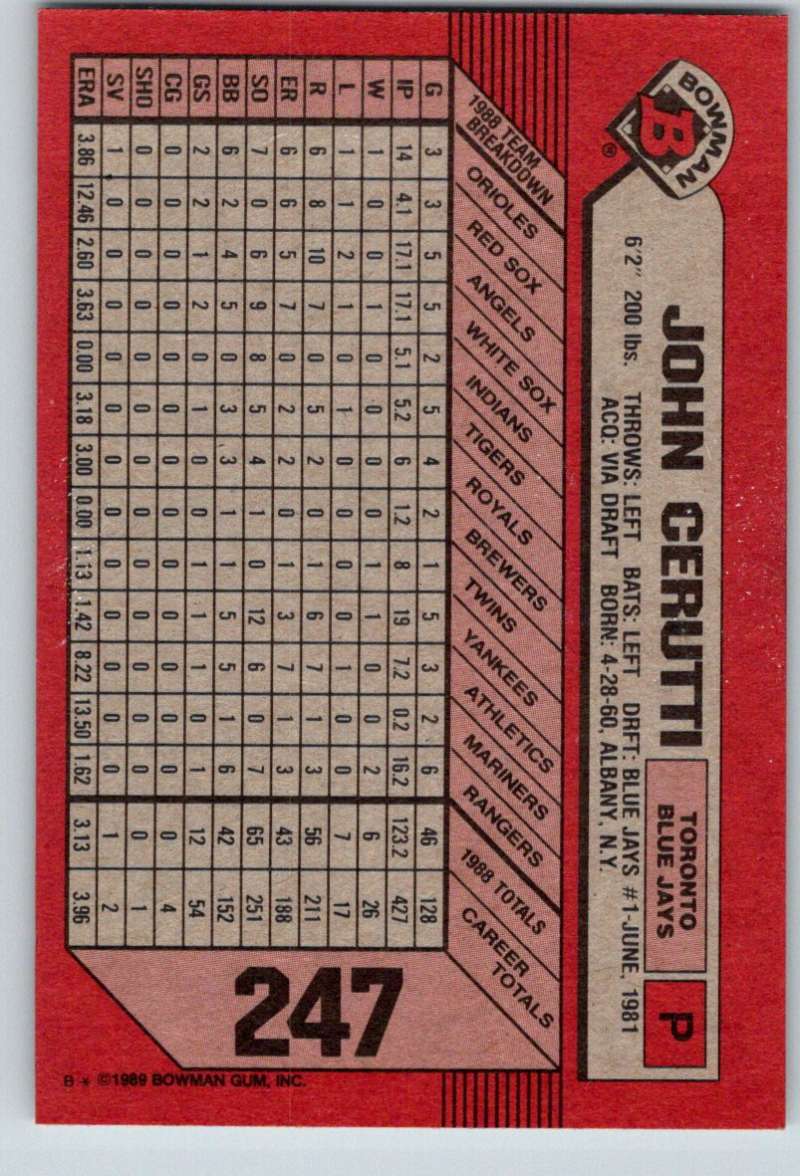 BOWMAN
B
®
JOHN CERUTTI
TORONTO
BLUE JAYS
P
6'2" 200 lbs. THROWS: LEFT BATS: LEFT DRFT: BLUE JAYS #1-JUNE, 1981
ACQ: VIA DRAFT BORN: 4-28-60, ALBANY, N.Y.
1988 TEAM
BREAKDOWN
ORIOLES
RED SOX
ANGELS
WHITE SOX
INDIANS
TIGERS
ROYALS
BREWERS
TWINS
YANKEES
ATHLETICS
MARINERS
RANGERS
1988 TOTALS
CAREER
TOTALS
G 3 3 5 5 2 5 4 2 1 5 3 2 6 46 128
IP 14 4.1 17.1 17.1 5.1 5.2 6 1.2 8 19 7.2 0.2 16.2 123.2 427
W 1 0 0 1 0 0 0 0 1 1 0 0 2 6 26
L 1 1 2 1 0 1 0 0 0 0 1 0 0 7 17
R 6 8 10 7 0 5 2 0 1 6 7 1 3 56 211
ER 6 6 5 7 0 2 2 0 1 3 7 1 3 43 188
SO 7 0 6 9 8 5 4 1 0 12 6 0 7 65 251
BB 6 2 4 5 0 3 3 1 1 5 5 1 6 42 152
GS 2 2 1 2 0 1 0 0 1 1 1 0 1 12 54
CG 0 0 0 0 0 0 0 0 0 0 0 0 0 0 4
SHO 0 0 0 0 0 0 0 0 0 0 0 0 0 0 1
SV 1 0 0 0 0 0 0 0 0 0 0 0 0 1 2
ERA 3.86 12.46 2.60 3.63 0.00 3.18 3.00 0.00 1.13 1.42 8.22 13.50 1.62 3.13 3.96
247
B * ©1989 BOWMAN GUM, INC.